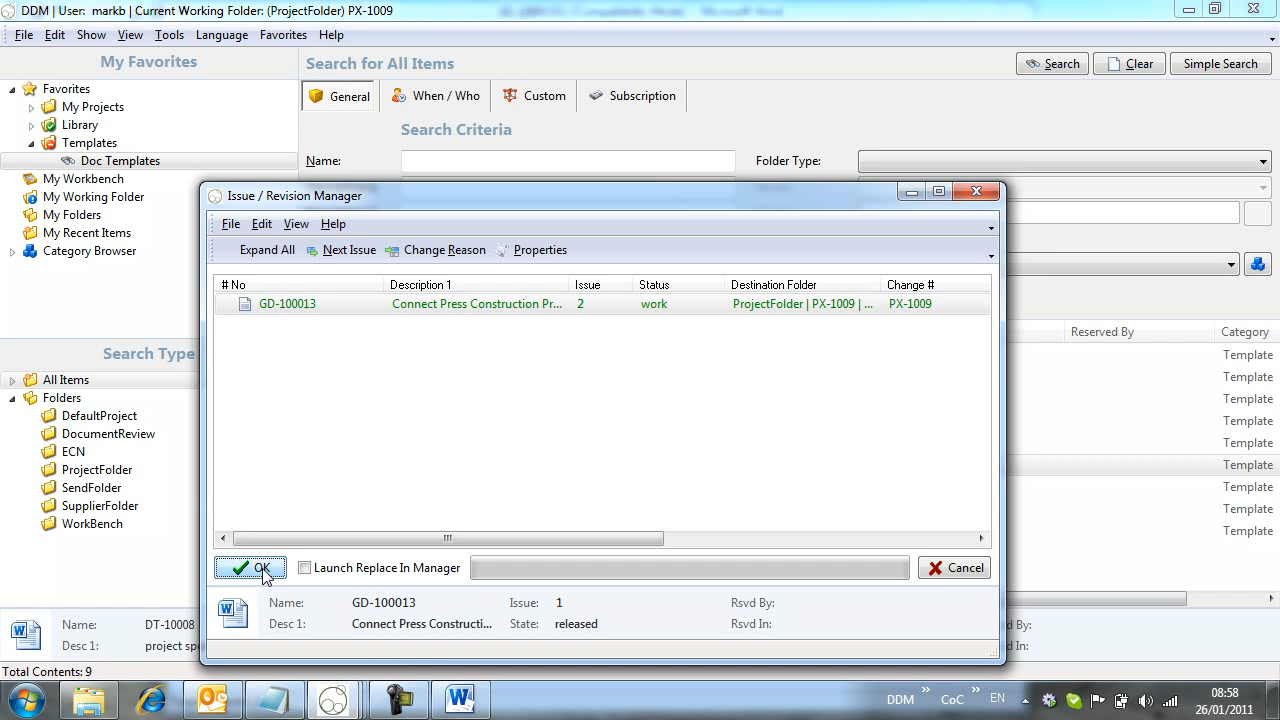 DDM | User:  markb | Current Working Folder: (ProjectFolder) PX-1009
File Edit Show View Tools Language Favorites Help
My Favorites
Favorites
My Projects
Library
Templates
Doc Templates
My Workbench
My Working Folder
My Folders
My Recent Items
Category Browser
Search Type
All Items
Folders
DefaultProject
DocumentReview
ECN
ProjectFolder
SendFolder
SupplierFolder
WorkBench
Search for All Items
Search Clear Simple Search
General When / Who Custom Subscription
Search Criteria
Name: Folder Type:
Reserved By Category
Template
Template
Template
Template
Template
Template
Template
Template
Template
Issue / Revision Manager
File Edit View Help
Expand All Next Issue Change Reason Properties
# No Description 1 Issue Status Destination Folder Change #
GD-100013 Connect Press Construction Pr... 2 work ProjectFolder | PX-1009 | ... PX-1009
OK Launch Replace In Manager Cancel
Name: GD-100013 Issue: 1 Rsvd By:
Desc 1: Connect Press Constructi... State: released Rsvd In:
Name: DT-10008
Desc 1: project spe
By:
In:
Total Contents: 9
DDM CoC EN
08:58
26/01/2011